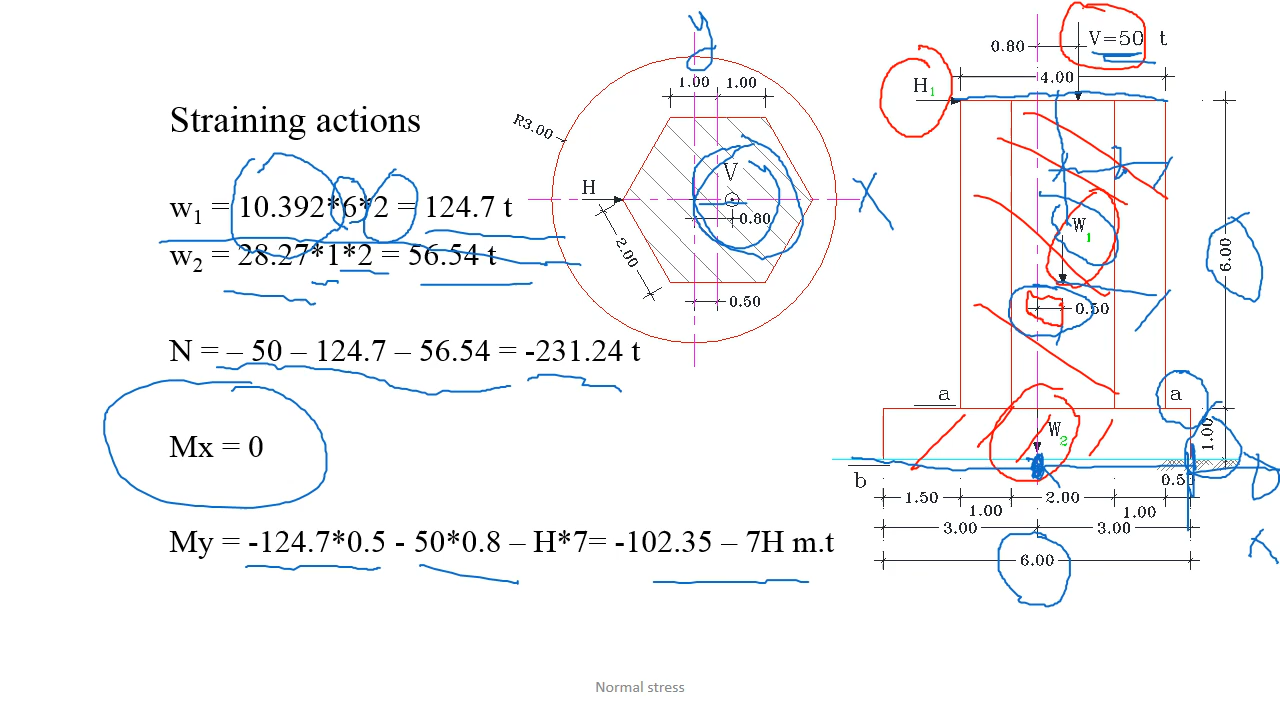 Straining actions
w1 = 10.392*6*2 = 124.7 t
w2 = 28.27*1*2 = 56.54 t
N = – 50 – 124.7 – 56.54 = -231.24 t
Mx = 0
My = -124.7*0.5 - 50*0.8 – H*7= -102.35 – 7H m.t
y
1.00 1.00
R3.00
H
V
0.80
2.00
0.50
X
0.80
V=50 t
4.00
H1
W1
6.00
0.50
a a
W2
1.00
b
0.5
1.50 2.00
1.00 1.00
3.00 3.00
6.00
Normal stress